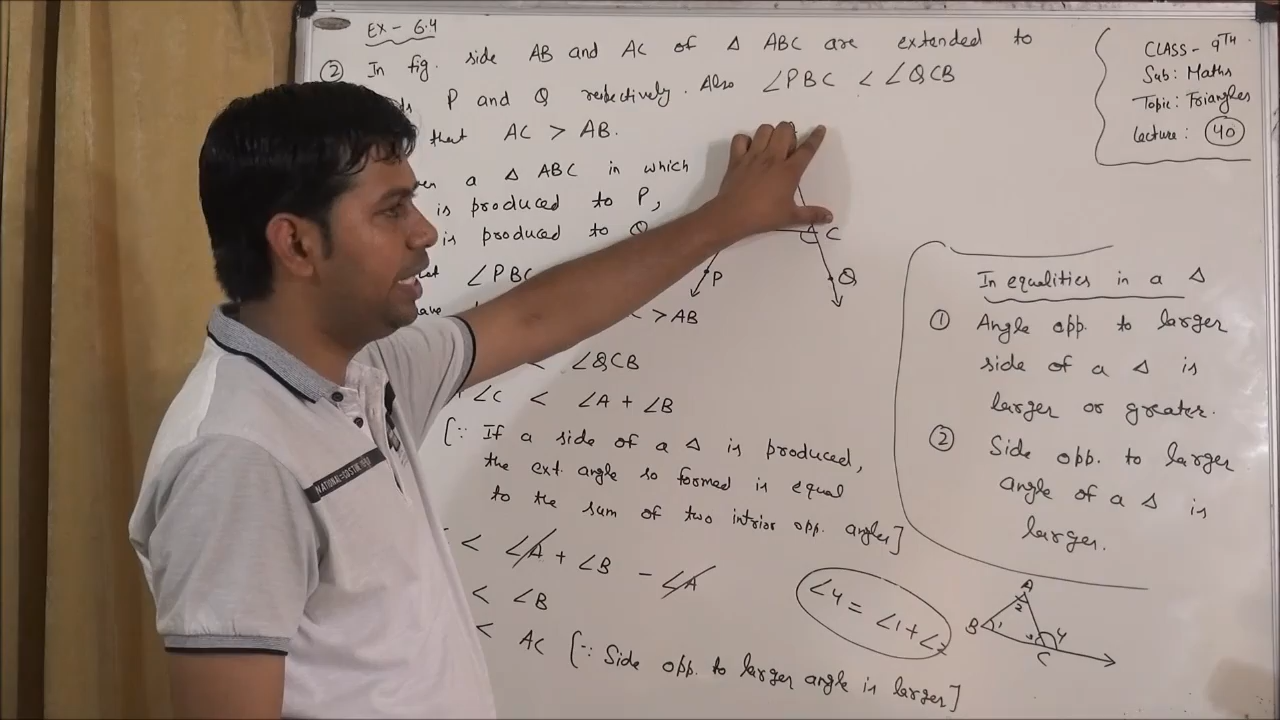 Ex - 6.4
② In fig. side AB and AC of Δ ABC are extended to
P and Q respectively. Also ∠PBC < ∠QCB
that AC > AB.
a Δ ABC in which
is produced to P,
is produced to Q
∠PBC
> AB
< ∠QCB
∠C < ∠A + ∠B
[∵ If a side of a Δ is produced,
the ext. angle so formed is equal
to the sum of two intrior opp. angles]
< ∠A + ∠B - ∠A
< ∠B
< AC [∵ Side opp. to larger angle is larger]
C
P
Q
CLASS - 9TH
Sub: Maths
Topic: Triangles
Lecture: 40
In equalities in a Δ
① Angle opp. to larger
side of a Δ is
larger or greater.
② Side opp. to larger
angle of a Δ is
larger.
∠4 = ∠1 + ∠2
A
2
B 1 3 4
C